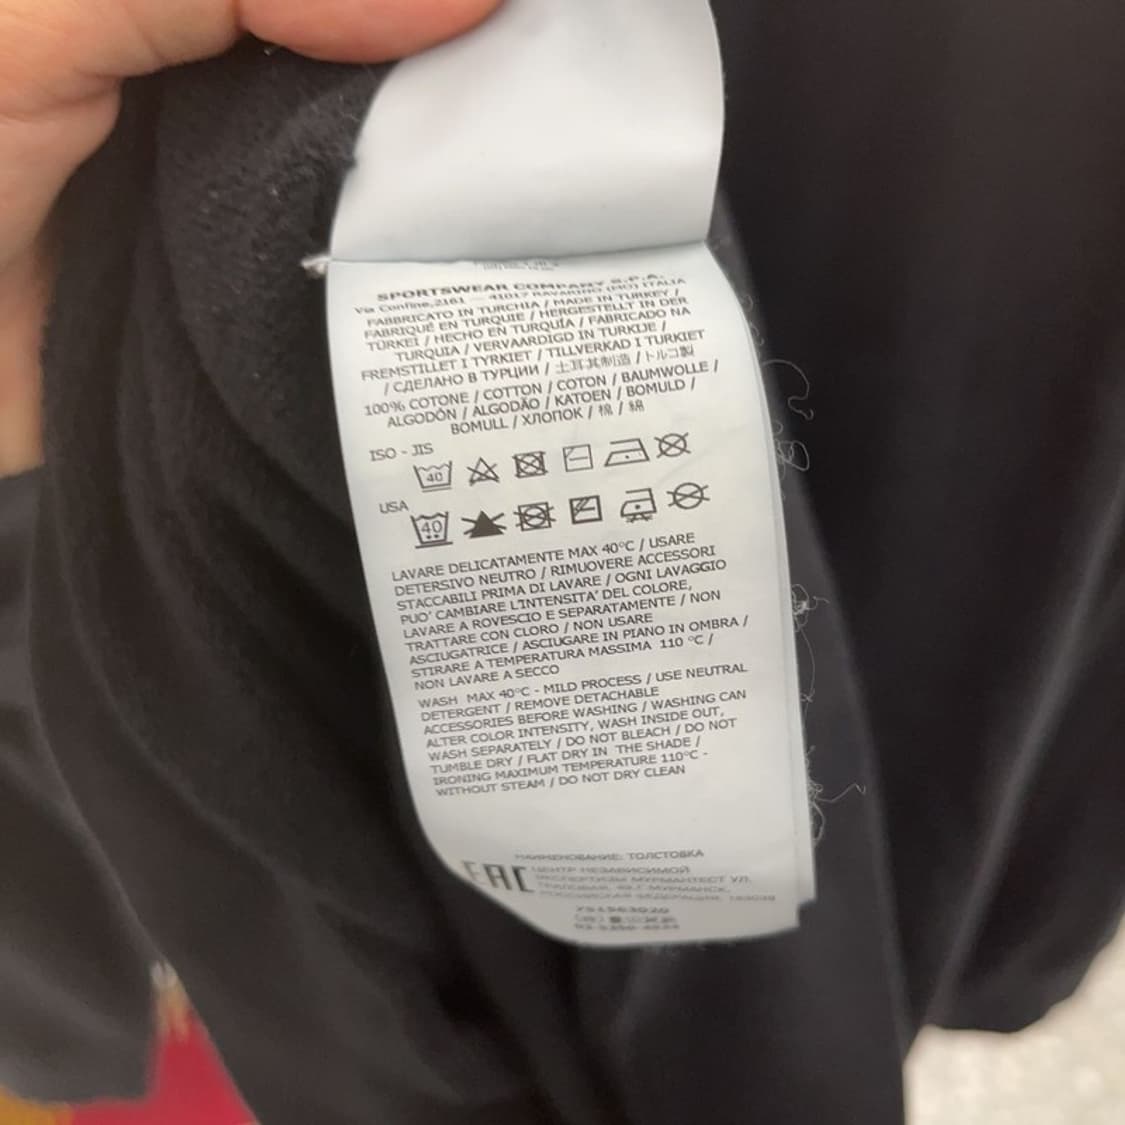 SPORTSWEAR COMPANY S.P.A.
Via Confine,2161 — 41017 RAVARINO (MO) ITALIA
FABBRICATO IN TURCHIA / MADE IN TURKEY /
FABRIQUÉ EN TURQUIE / HERGESTELLT IN DER
TÜRKEI / HECHO EN TURQUÍA / FABRICADO NA
TURQUIA / VERVAARDIGD IN TURKIJE /
FREMSTILLET I TYRKIET / TILLVERKAD I TURKIET
/ СДЕЛАНО В ТУРЦИИ / 土耳其制造 / トルコ製
100% COTONE / COTTON / COTON / BAUMWOLLE /
ALGODÓN / ALGODÃO / KATOEN / BOMULD /
BOMULL / ХЛОПОК / 棉 / 綿
ISO - JIS
40
USA
40
LAVARE DELICATAMENTE MAX 40°C / USARE
DETERSIVO NEUTRO / RIMUOVERE ACCESSORI
STACCABILI PRIMA DI LAVARE / OGNI LAVAGGIO
PUO' CAMBIARE L'INTENSITA' DEL COLORE,
LAVARE A ROVESCIO E SEPARATAMENTE / NON
TRATTARE CON CLORO / NON USARE
ASCIUGATRICE / ASCIUGARE IN PIANO IN OMBRA /
STIRARE A TEMPERATURA MASSIMA 110 °C /
NON LAVARE A SECCO
WASH MAX 40°C - MILD PROCESS / USE NEUTRAL
DETERGENT / REMOVE DETACHABLE
ACCESSORIES BEFORE WASHING / WASHING CAN
ALTER COLOR INTENSITY, WASH INSIDE OUT,
WASH SEPARATELY / DO NOT BLEACH / DO NOT
TUMBLE DRY / FLAT DRY IN THE SHADE /
IRONING MAXIMUM TEMPERATURE 110°C -
WITHOUT STEAM / DO NOT DRY CLEAN
НАИМЕНОВАНИЕ: ТОЛСТОВКА
EAC ЦЕНТР НЕЗАВИСИМОЙ
ЭКСПЕРТИЗЫ МУРМАНТЕСТ УЛ.
МУРМАНСК,
РОССИЙСКАЯ ФЕДЕРАЦИЯ,